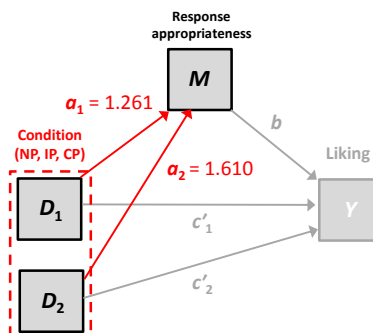 Response
appropriateness
M
a₁ = 1.261
b
Condition
(NP, IP, CP)
Liking
a₂ = 1.610
D₁
c′₁
Y
D₂
c′₂